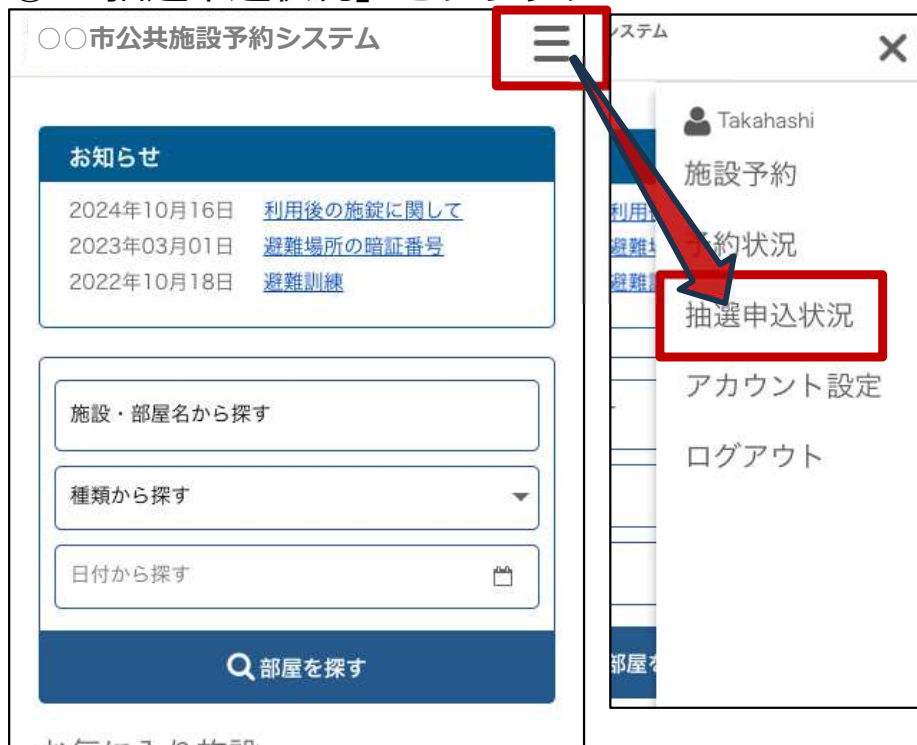 ○○市公共施設予約システム
お知らせ
2024年10月16日 利用後の施錠に関して
2023年03月01日 避難場所の暗証番号
2022年10月18日 避難訓練
施設・部屋名から探す
種類から探す
日付から探す
部屋を探す
ステム
Takahashi
施設予約
予約状況
抽選申込状況
アカウント設定
ログアウト
利用
避難
避難
部屋を